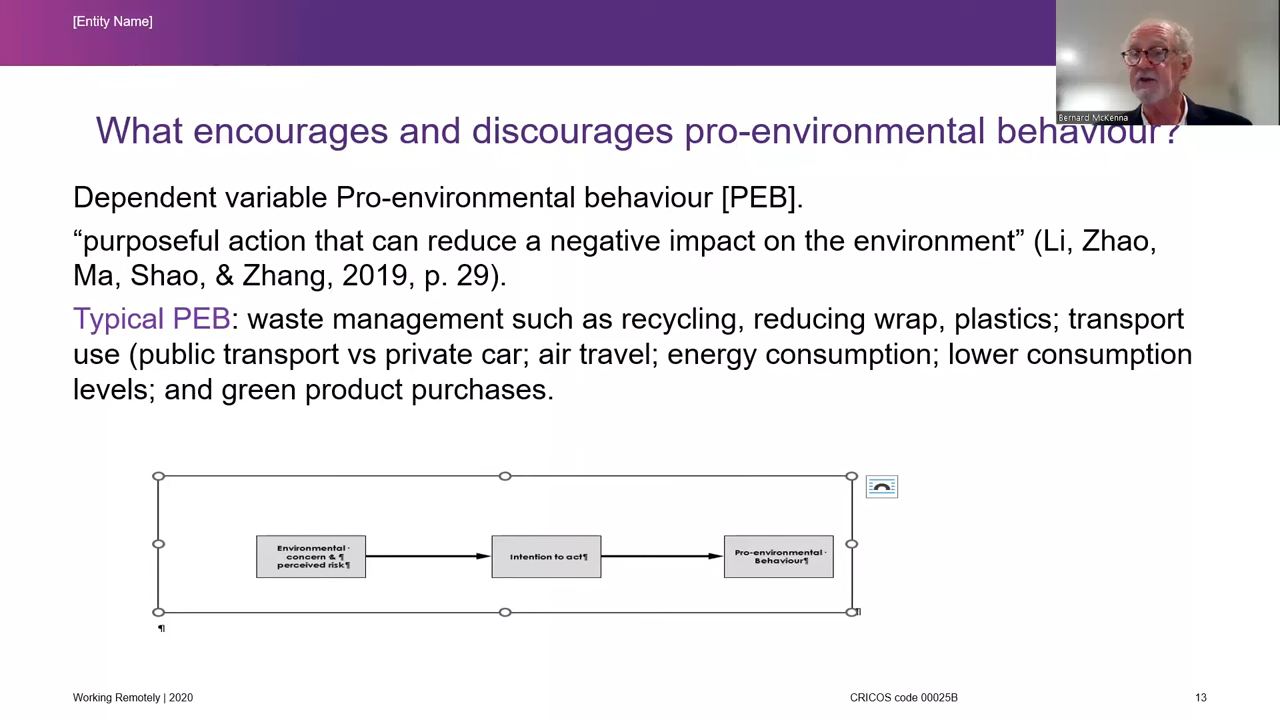 [Entity Name]
Bernard McKenna
What encourages and discourages pro-environmental behaviour?
Dependent variable Pro-environmental behaviour [PEB].
“purposeful action that can reduce a negative impact on the environment” (Li, Zhao,
Ma, Shao, & Zhang, 2019, p. 29).
Typical PEB: waste management such as recycling, reducing wrap, plastics; transport
use (public transport vs private car; air travel; energy consumption; lower consumption
levels; and green product purchases.
Environmental·
concern & ¶
perceived risk¶
Intention to act¶
Pro-environmental·
Behaviour¶
¶
¶
Working Remotely | 2020
CRICOS code 00025B
13